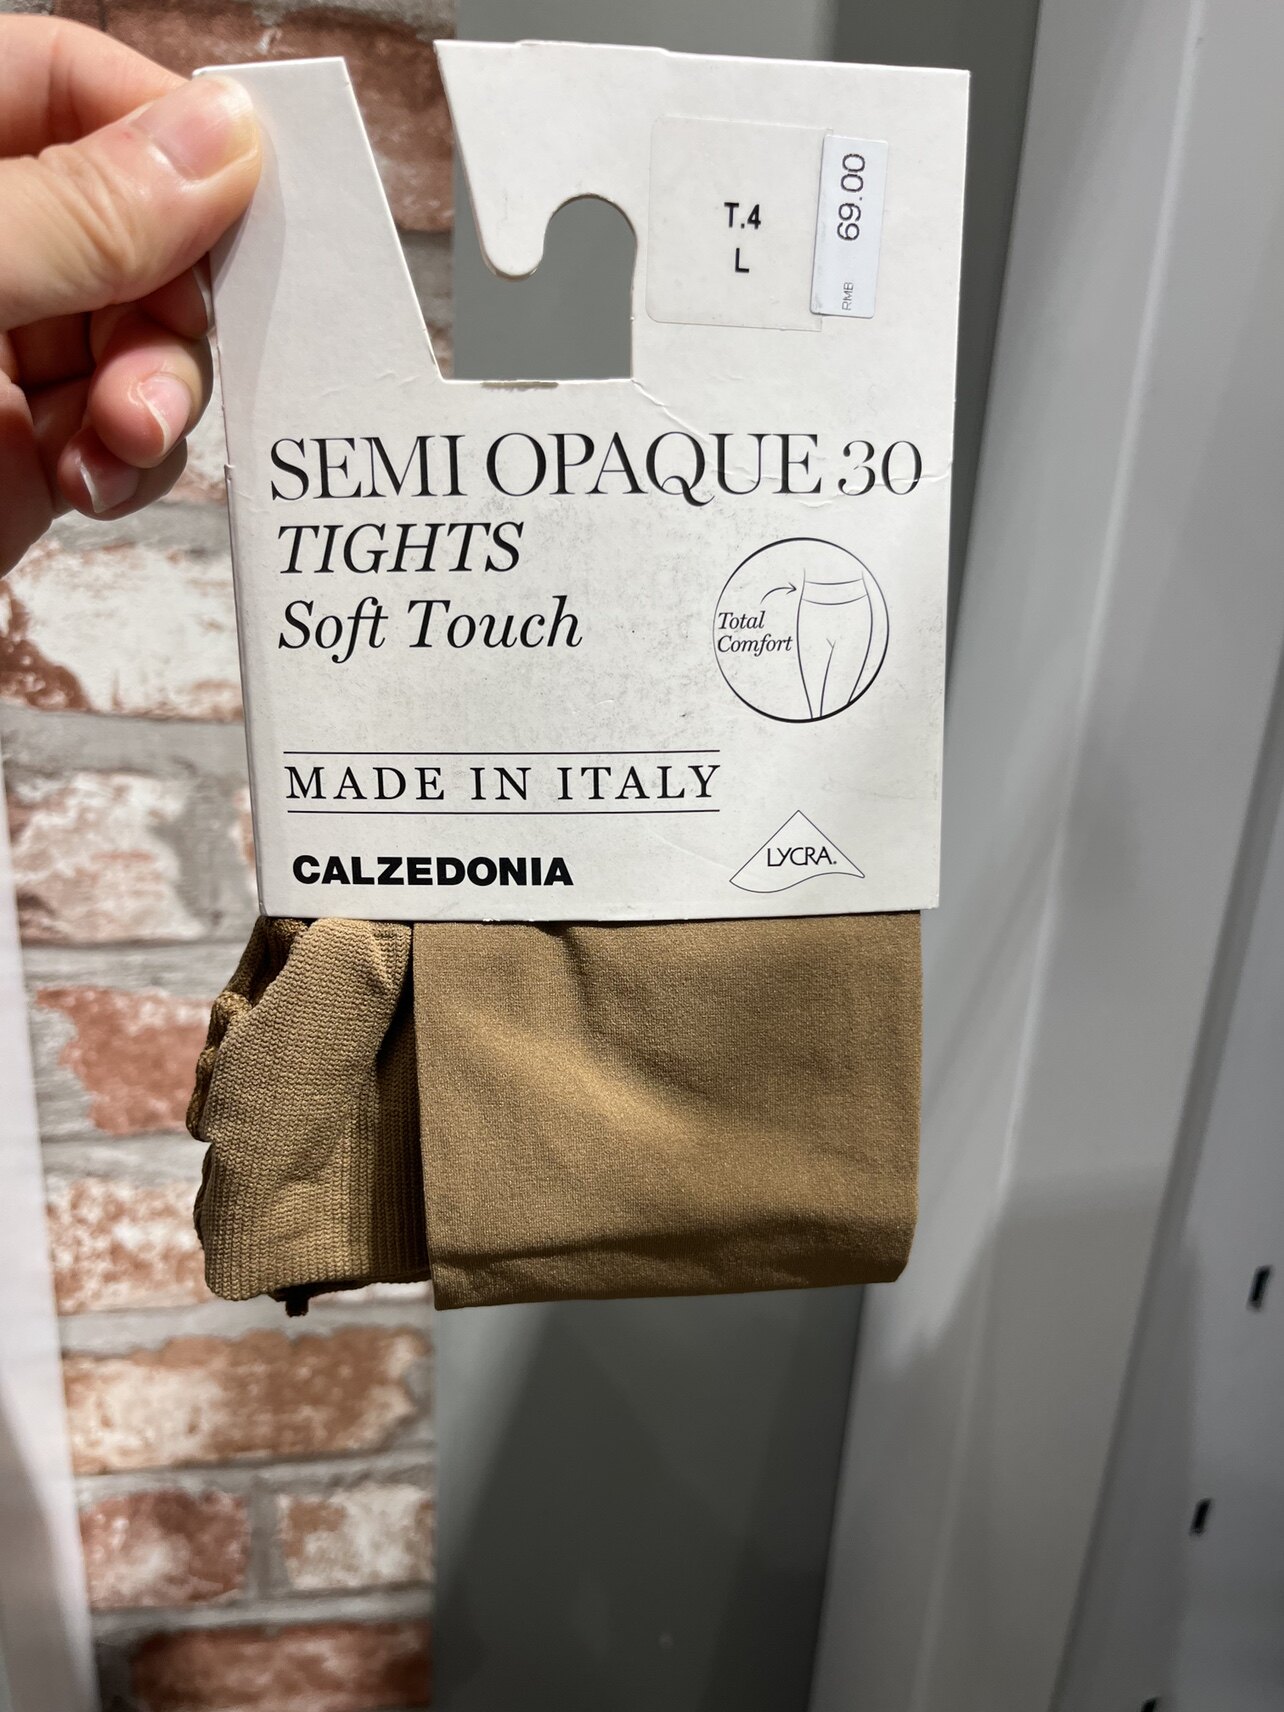 T.4
L
RMB 69.00
SEMI OPAQUE 30
TIGHTS
Soft Touch
Total
Comfort
MADE IN ITALY
CALZEDONIA
LYCRA.